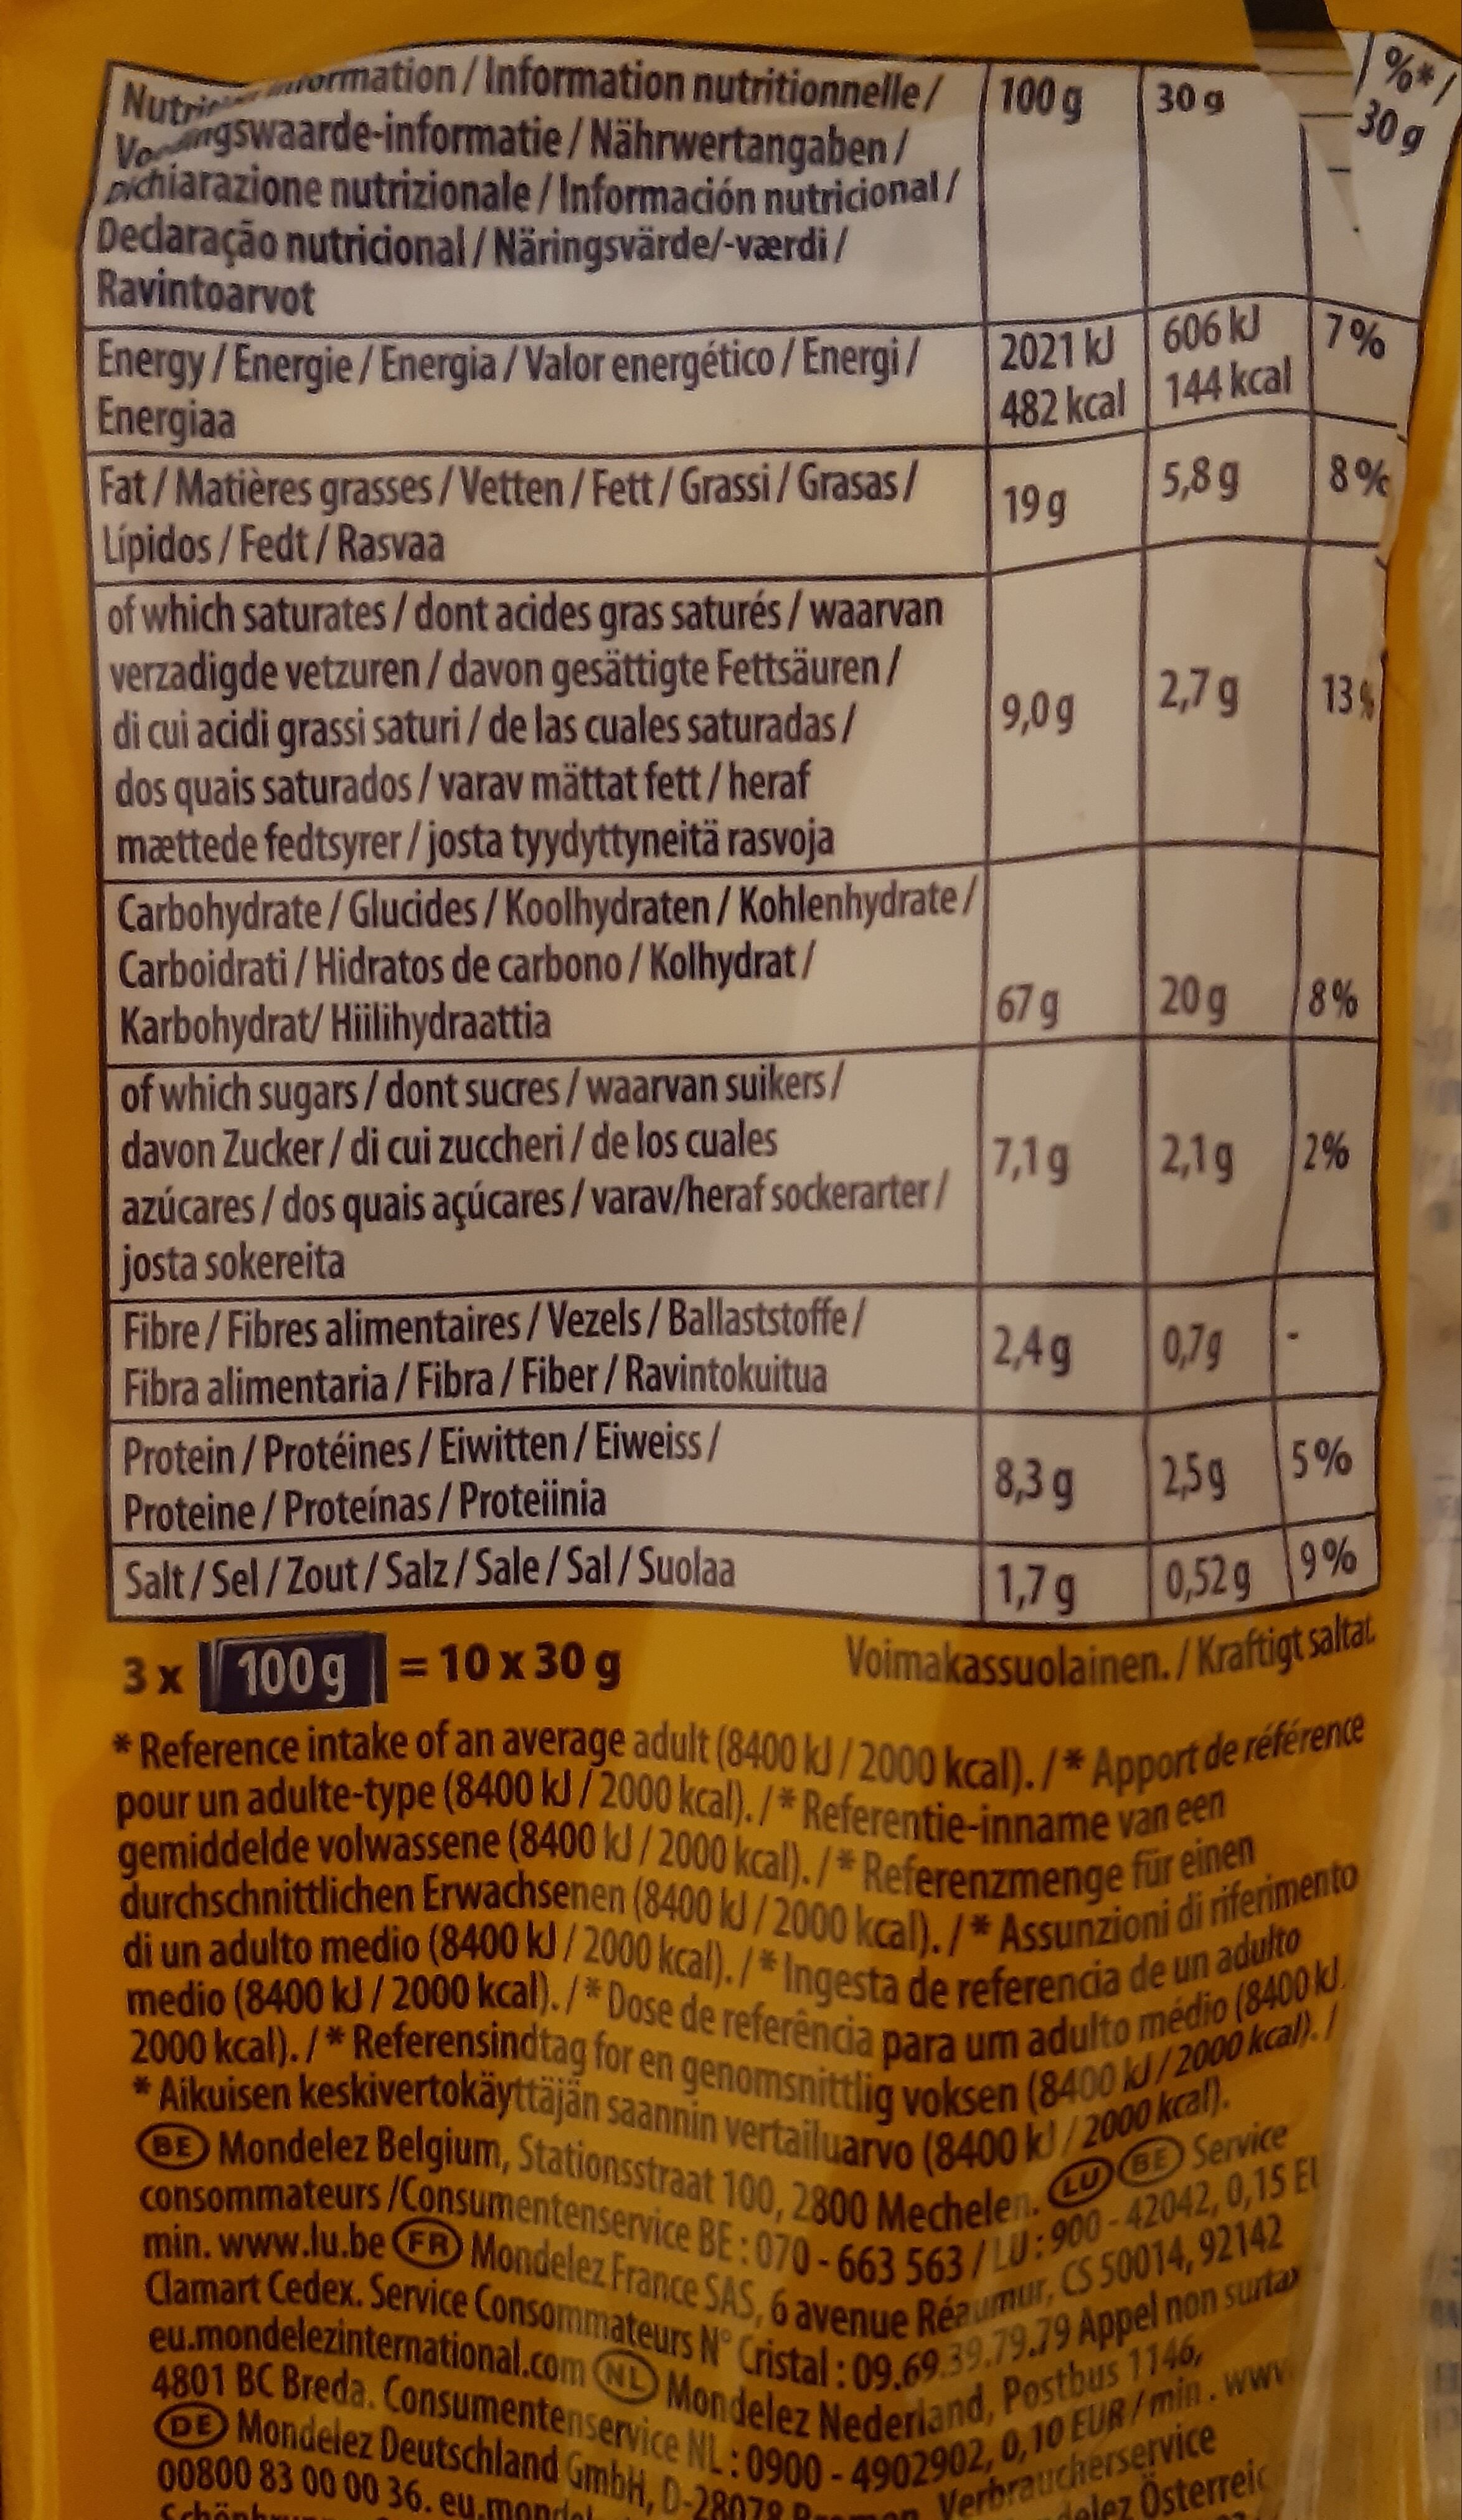 100 g 30 g %* /
30 g
mation / Information nutritionnelle /
ngswaarde-informatie / Nährwertangaben /
Dichiarazione nutrizionale / Información nutricional /
Declaração nutricional / Näringsvärde/-værdi /
Ravintoarvot
Energy / Energie / Energia / Valor energético / Energi / 2021 kJ 606 kJ 7 %
Energiaa 482 kcal 144 kcal
Fat / Matières grasses / Vetten / Fett / Grassi / Grasas / 19 g 5,8 g 8 %
Lípidos / Fedt / Rasvaa
of which saturates / dont acides gras saturés / waarvan
verzadigde vetzuren / davon gesättigte Fettsäuren /
di cui acidi grassi saturi / de las cuales saturadas / 9,0 g 2,7 g 13 %
dos quais saturados / varav mättat fett / heraf
mættede fedtsyrer / josta tyydyttyneitä rasvoja
Carbohydrate / Glucides / Koolhydraten / Kohlenhydrate /
Carboidrati / Hidratos de carbono / Kolhydrat /
Karbohydrat/ Hiilihydraattia 67 g 20 g 8 %
of which sugars / dont sucres / waarvan suikers /
davon Zucker / di cui zuccheri / de los cuales 7,1 g 2,1 g 2%
azúcares / dos quais açúcares / varav/heraf sockerarter /
josta sokereita
Fibre / Fibres alimentaires / Vezels / Ballaststoffe / 2,4 g 0,7g -
Fibra alimentaria / Fibra / Fiber / Ravintokuitua
Protein / Protéines / Eiwitten / Eiweiss / 8,3 g 2,5 g 5 %
Proteine / Proteínas / Proteiinia
Salt / Sel / Zout / Salz / Sale / Sal / Suolaa 1,7 g 0,52 g 9 %
3 x 100 g = 10 x 30 g Voimakassuolainen. / Kraftigt saltat.
* Reference intake of an average adult (8400 kJ / 2000 kcal). / * Apport de référence
pour un adulte-type (8400 kJ / 2000 kcal). / * Referentie-inname van een
gemiddelde volwassene (8400 kJ / 2000 kcal). / * Referenzmenge für einen
durchschnittlichen Erwachsenen (8400 kJ / 2000 kcal). / * Assunzioni di riferimento
di un adulto medio (8400 kJ / 2000 kcal). / * Ingesta de referencia de un adulto
medio (8400 kJ / 2000 kcal). / * Dose de referência para um adulto médio (8400 kJ
2000 kcal). / * Referensindtag for en genomsnittlig voksen (8400 kJ / 2000 kcal). /
* Aikuisen keskivertokäyttäjän saannin vertailuarvo (8400 kJ / 2000 kcal).
BE Mondelez Belgium, Stationsstraat 100, 2800 Mechelen. LU BE Service
consommateurs /Consumentenservice BE : 070 - 663 563 / LU : 900 - 42042, 0,15 EU
min. www.lu.be FR Mondelez France SAS, 6 avenue Réaumur, CS 50014, 92142
Clamart Cedex. Service Consommateurs N° Cristal : 09.69.39.79.79 Appel non surtax
eu.mondelezinternational.com NL Mondelez Nederland, Postbus 1146,
4801 BC Breda. Consumentenservice NL : 0900 - 4902902, 0,10 EUR / min . www
DE Mondelez Deutschland GmbH, D-28078 Verbraucherservice
00800 83 00 00 36. Österreic